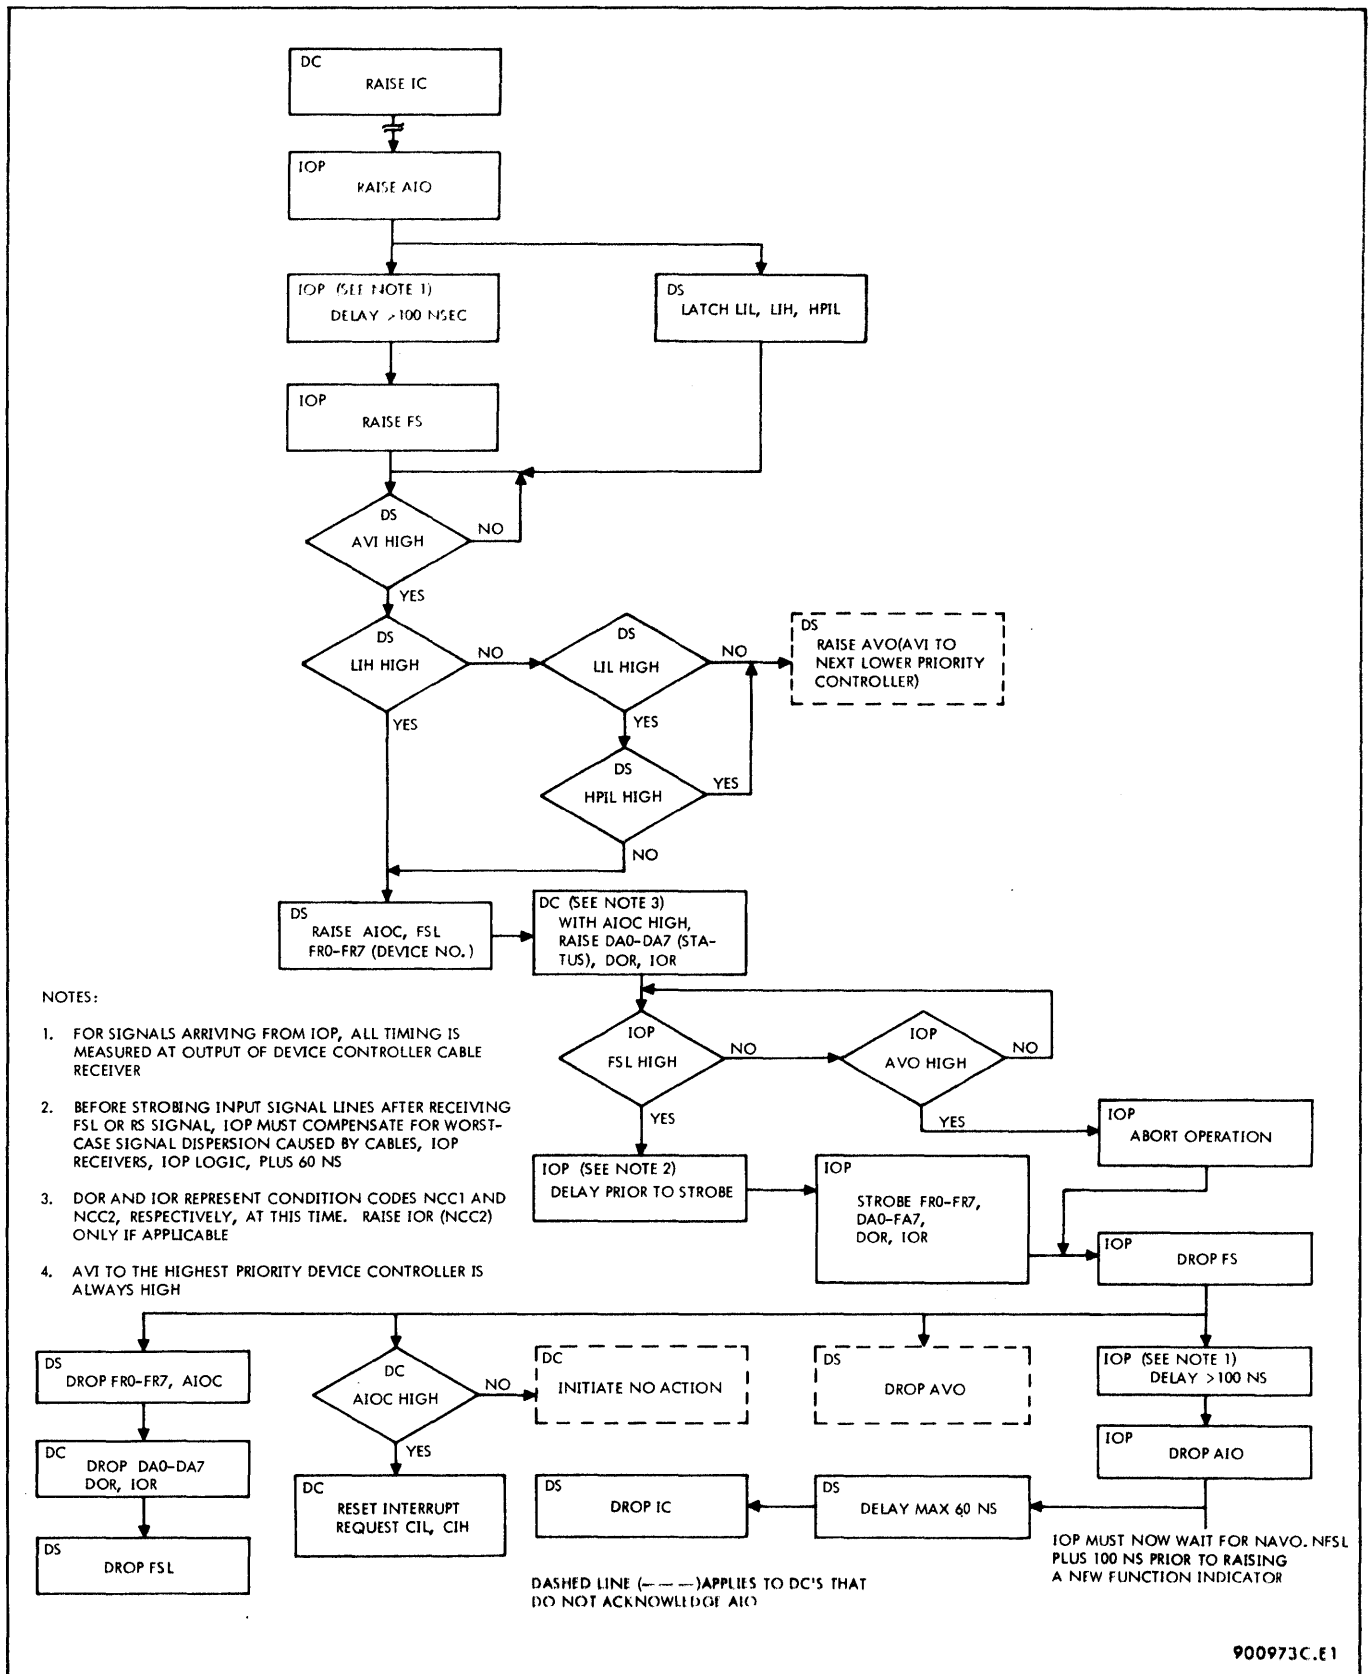 DC
RAISE IC
IOP
RAISE AIO
IOP (SEE NOTE 1)
DELAY >100 NSEC
DS
LATCH LIL, LIH, HPIL
IOP
RAISE FS
DS
AVI HIGH
NO
YES
DS
LIH HIGH
NO
YES
DS
LIL HIGH
NO
YES
DS
RAISE AVO(AVI TO
NEXT LOWER PRIORITY
CONTROLLER)
DS
HPIL HIGH
YES
NO
DS
RAISE AIOC, FSL
FR0-FR7 (DEVICE NO.)
DC (SEE NOTE 3)
WITH AIOC HIGH,
RAISE DA0-DA7 (STA-
TUS), DOR, IOR
NOTES:
1. FOR SIGNALS ARRIVING FROM IOP, ALL TIMING IS
MEASURED AT OUTPUT OF DEVICE CONTROLLER CABLE
RECEIVER
2. BEFORE STROBING INPUT SIGNAL LINES AFTER RECEIVING
FSL OR RS SIGNAL, IOP MUST COMPENSATE FOR WORST-
CASE SIGNAL DISPERSION CAUSED BY CABLES, IOP
RECEIVERS, IOP LOGIC, PLUS 60 NS
3. DOR AND IOR REPRESENT CONDITION CODES NCC1 AND
NCC2, RESPECTIVELY, AT THIS TIME. RAISE IOR (NCC2)
ONLY IF APPLICABLE
4. AVI TO THE HIGHEST PRIORITY DEVICE CONTROLLER IS
ALWAYS HIGH
IOP
FSL HIGH
NO
YES
IOP
AVO HIGH
NO
YES
IOP
ABORT OPERATION
IOP (SEE NOTE 2)
DELAY PRIOR TO STROBE
IOP
STROBE FR0-FR7,
DA0-FA7,
DOR, IOR
IOP
DROP FS
DS
DROP FR0-FR7, AIOC
DC
AIOC HIGH
NO
YES
DC
INITIATE NO ACTION
DS
DROP AVO
IOP (SEE NOTE 1)
DELAY >100 NS
DC
DROP DA0-DA7
DOR, IOR
IOP
DROP AIO
DC
RESET INTERRUPT
REQUEST CIL, CIH
DS
DROP IC
DS
DELAY MAX 60 NS
DS
DROP FSL
IOP MUST NOW WAIT FOR NAVO. NFSL
PLUS 100 NS PRIOR TO RAISING
A NEW FUNCTION INDICATOR
DASHED LINE (— — —)APPLIES TO DC'S THAT
DO NOT ACKNOWLEDGE AIO
900973C.E1